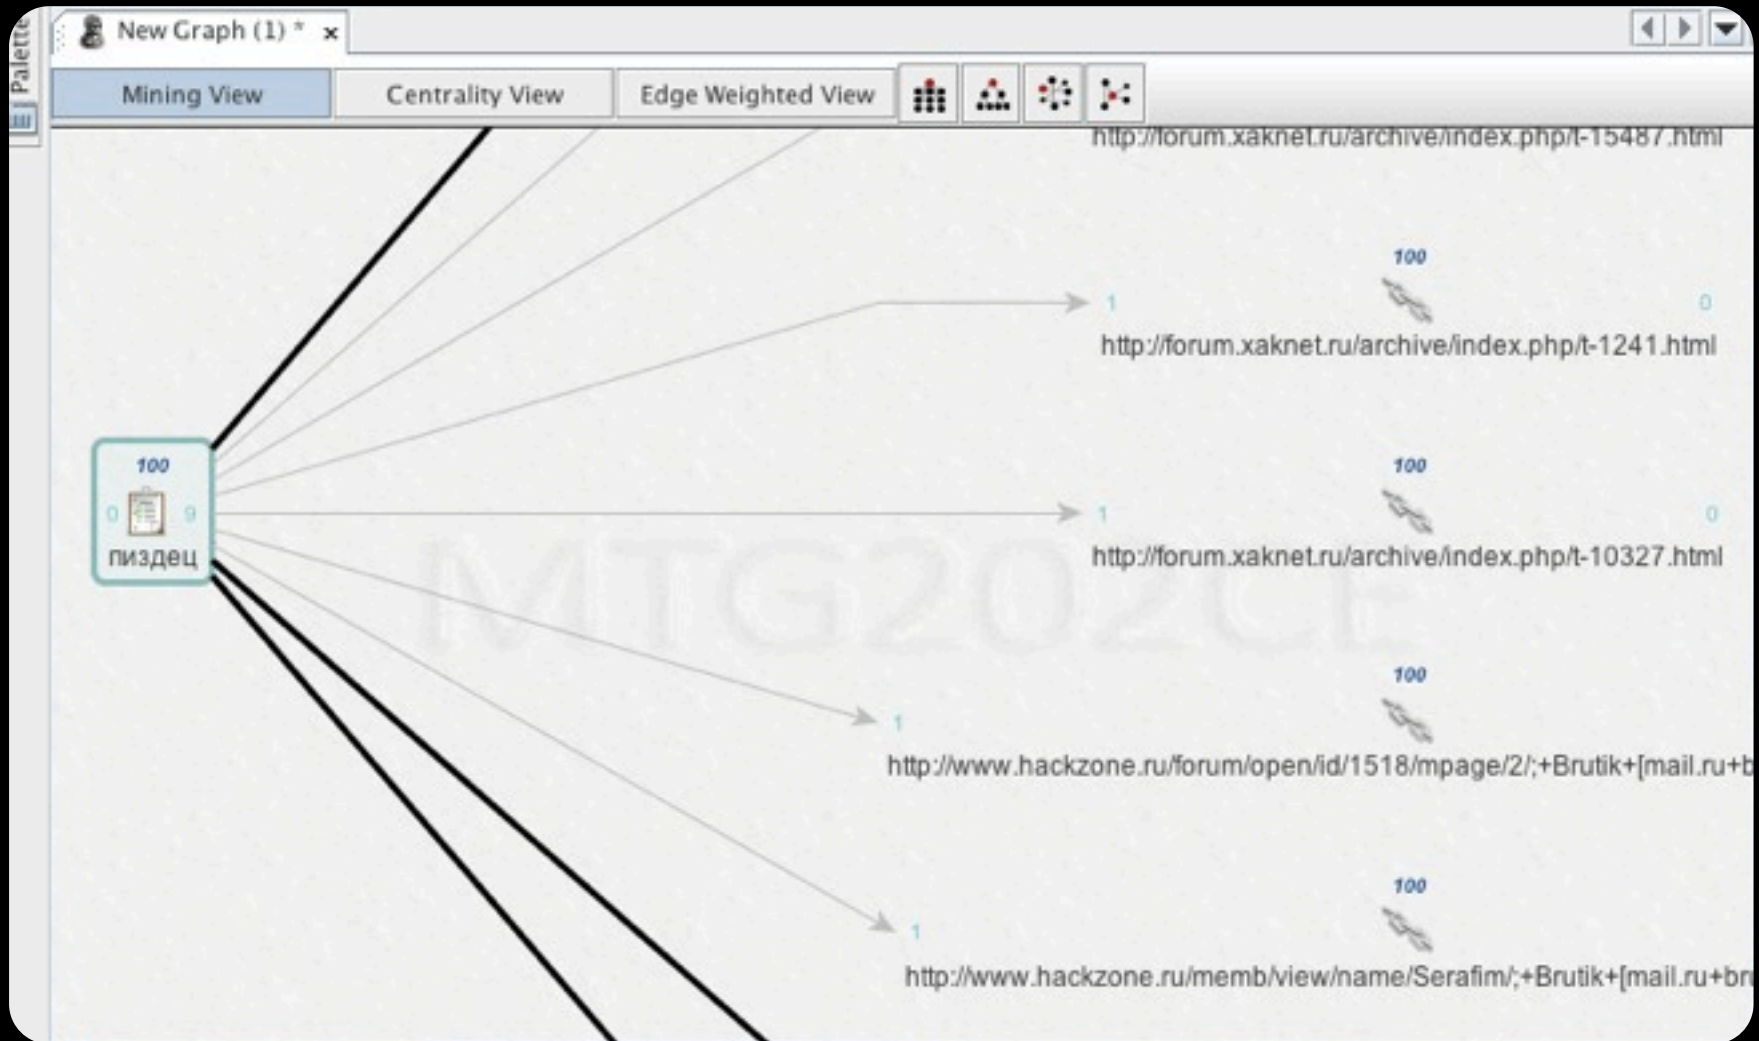 Palette
New Graph (1) *
Mining View
Centrality View
Edge Weighted View
http://forum.xaknet.ru/archive/index.php/t-15487.html
100
1
0
http://forum.xaknet.ru/archive/index.php/t-1241.html
100
0
9
пиздец
100
1
0
http://forum.xaknet.ru/archive/index.php/t-10327.html
MTG202CE
100
1
http://www.hackzone.ru/forum/open/id/1518/mpage/2/;+Brutik+[mail.ru+b
100
1
http://www.hackzone.ru/memb/view/name/Serafim/;+Brutik+[mail.ru+bru